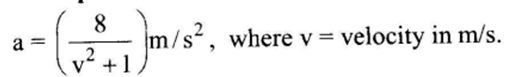 a = (8 / (v² + 1)) m/s², where v = velocity in m/s.